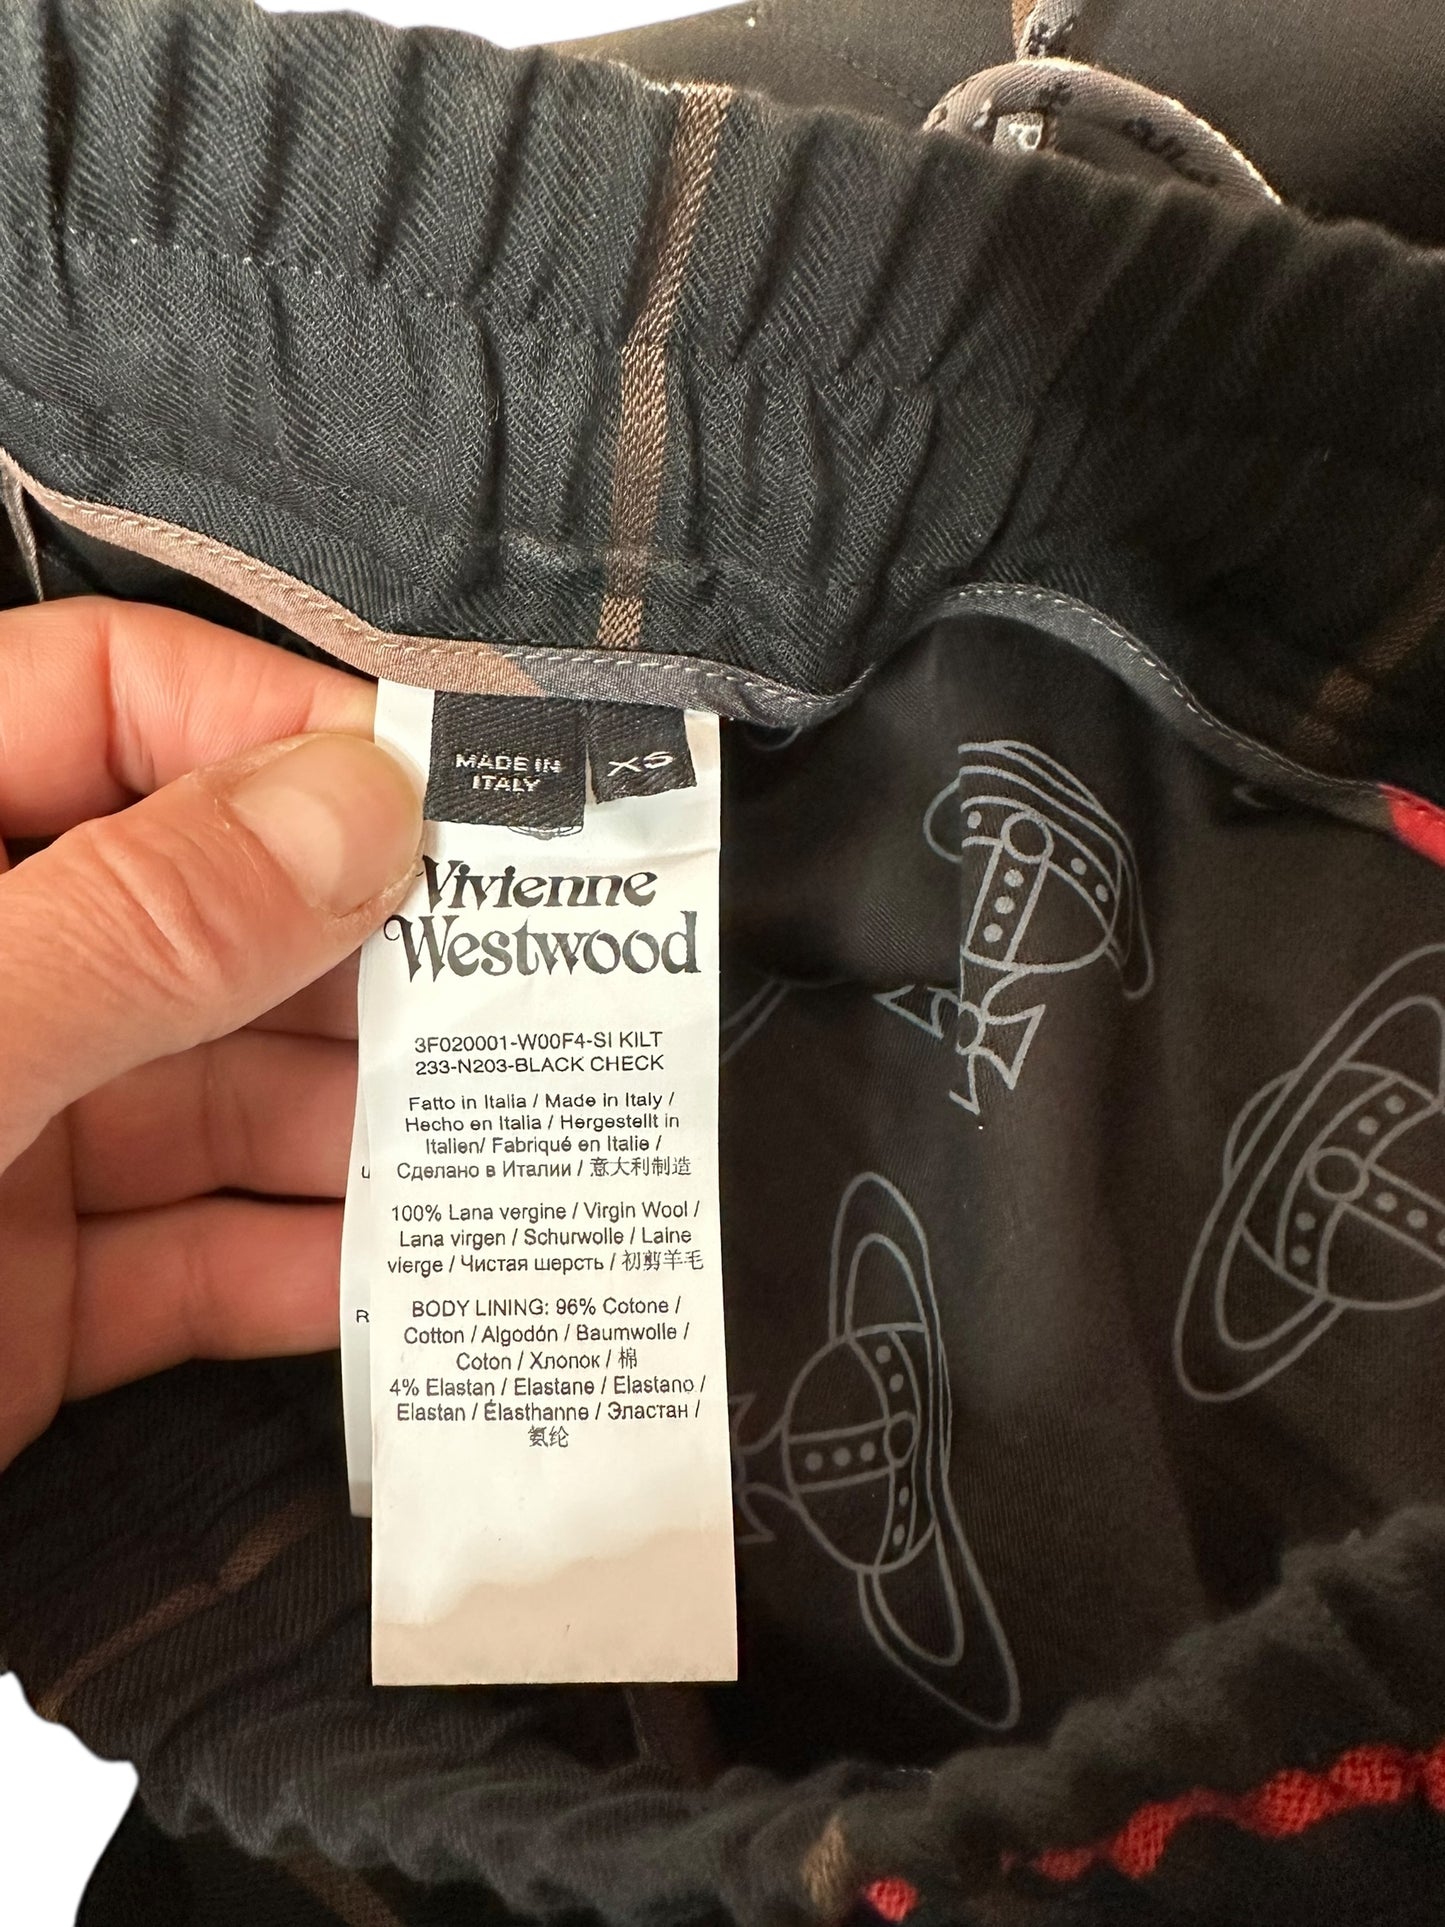 MADE IN
ITALY
XS
Vivienne
Westwood
3F020001-W00F4-SI KILT
233-N203-BLACK CHECK
Fatto in Italia / Made in Italy /
Hecho en Italia / Hergestellt in
Italien/ Fabriqué en Italie /
Сделано в Италии / 意大利制造
100% Lana vergine / Virgin Wool /
Lana virgen / Schurwolle / Laine
vierge / Чистая шерсть / 初剪羊毛
BODY LINING: 96% Cotone /
Cotton / Algodón / Baumwolle /
Coton / Хлопок / 棉
4% Elastan / Elastane / Elastano /
Elastan / Élasthanne / Эластан /
氨纶